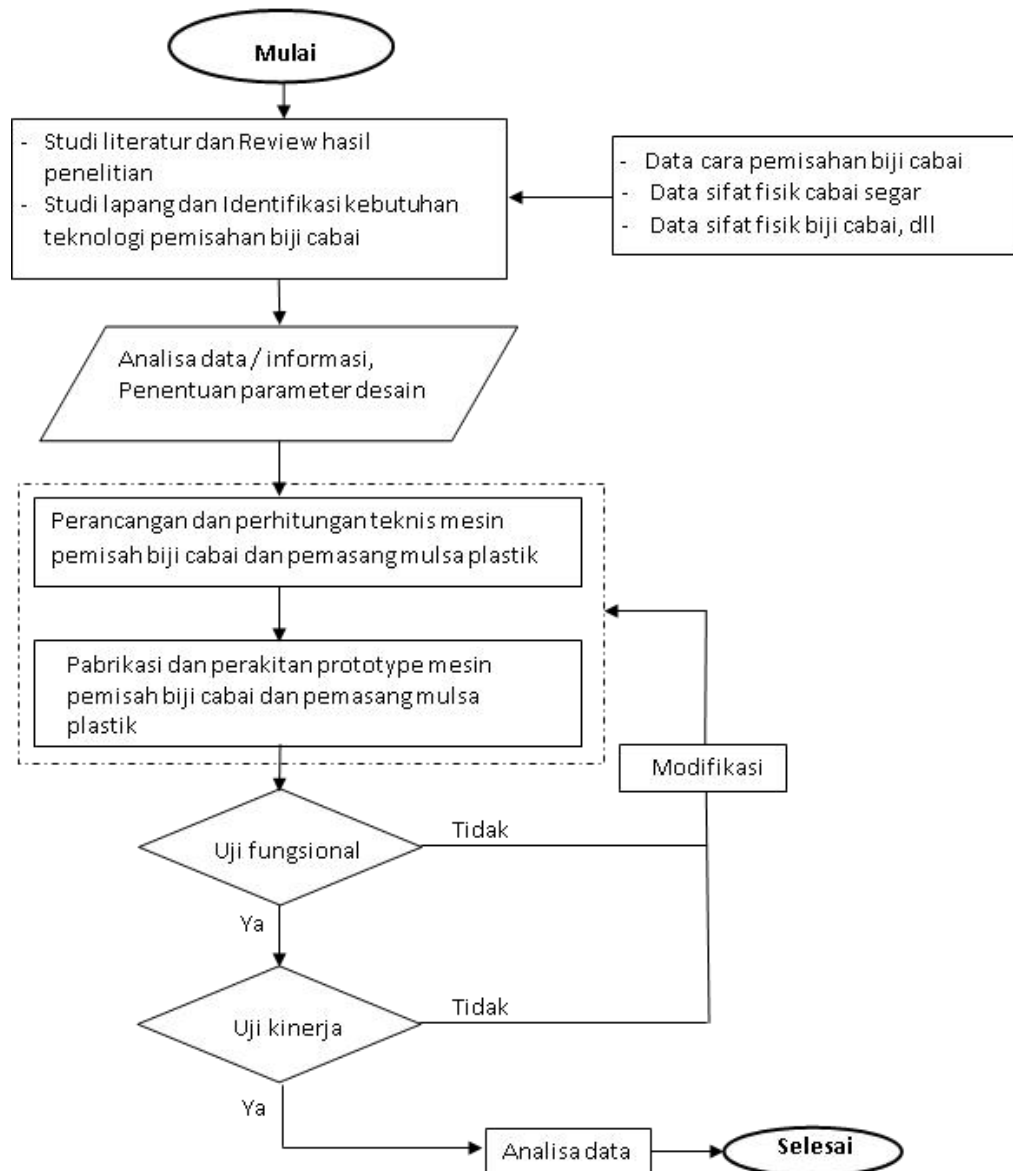 Mulai
- Studi literatur dan Review hasil
penelitian
- Studi lapang dan Identifikasi kebutuhan
teknologi pemisahan biji cabai
- Data cara pemisahan biji cabai
- Data sifat fisik cabai segar
- Data sifat fisik biji cabai, dll
Analisa data / informasi,
Penentuan parameter desain
Perancangan dan perhitungan teknis mesin
pemisah biji cabai dan pemasang mulsa plastik
Pabrikasi dan perakitan prototype mesin
pemisah biji cabai dan pemasang mulsa
plastik
Modifikasi
Uji fungsional
Tidak
Ya
Uji kinerja
Tidak
Ya
Analisa data
Selesai